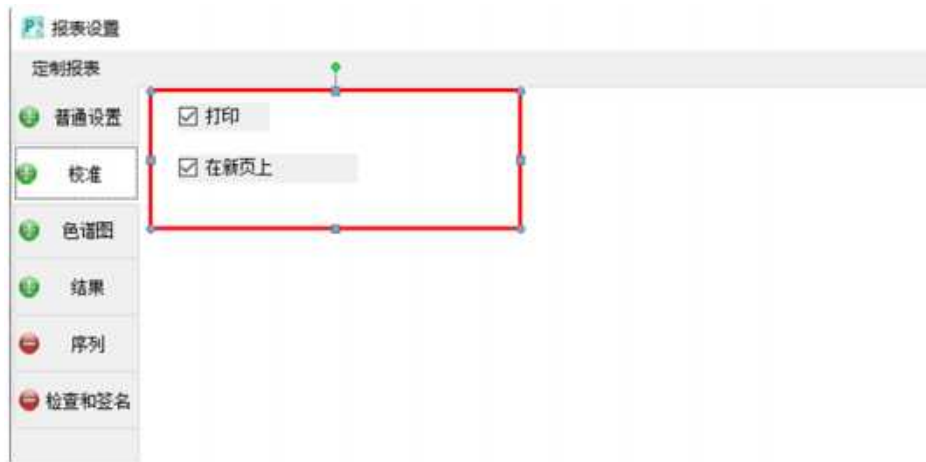 报表设置
定制报表
普通设置
打印
校准
在新页上
色谱图
结果
序列
检查和签名